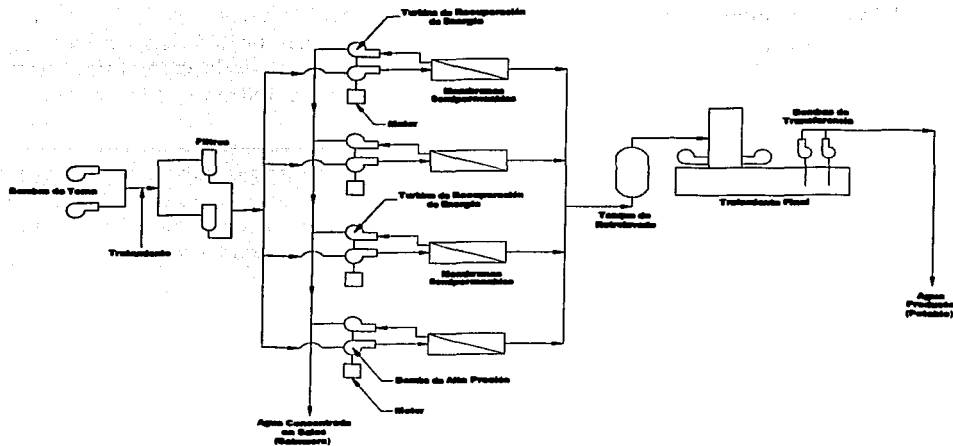 Turbina de Recuperación
de Energía
Membranas
Semipermeables
Motor
Filtros
Bombas de Toma
Tratamiento
Turbina de Recuperación
de Energía
Membranas
Semipermeables
Bomba de Alta Presión
Motor
Agua Concentrada
en Sales
(Salmuera)
Tanque de
Retrolavado
Bombas de
Transferencia
Tratamiento Final
Agua
Producto
(Potable)